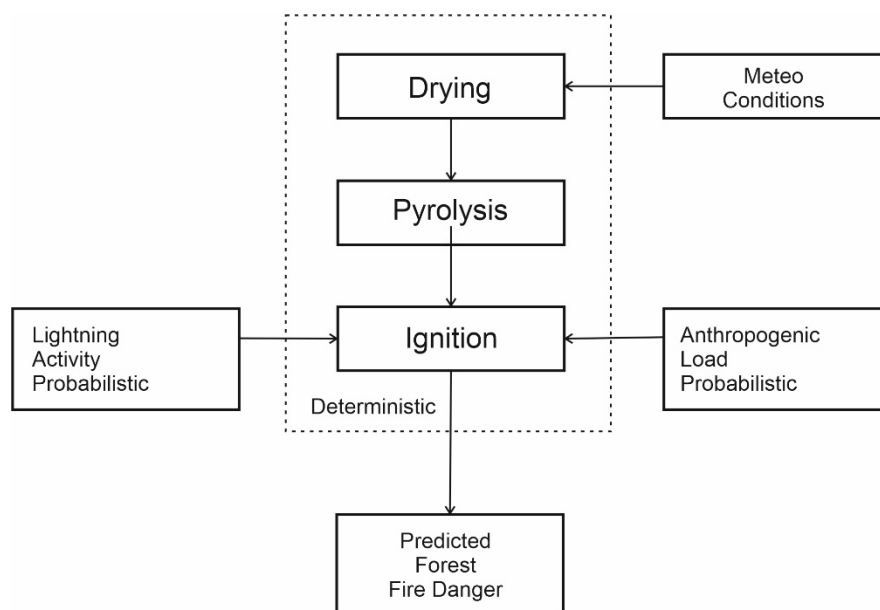 Drying
Meteo
Conditions
Pyrolysis
Lightning
Activity
Probabilistic
Ignition
Anthropogenic
Load
Probabilistic
Deterministic
Predicted
Forest
Fire Danger